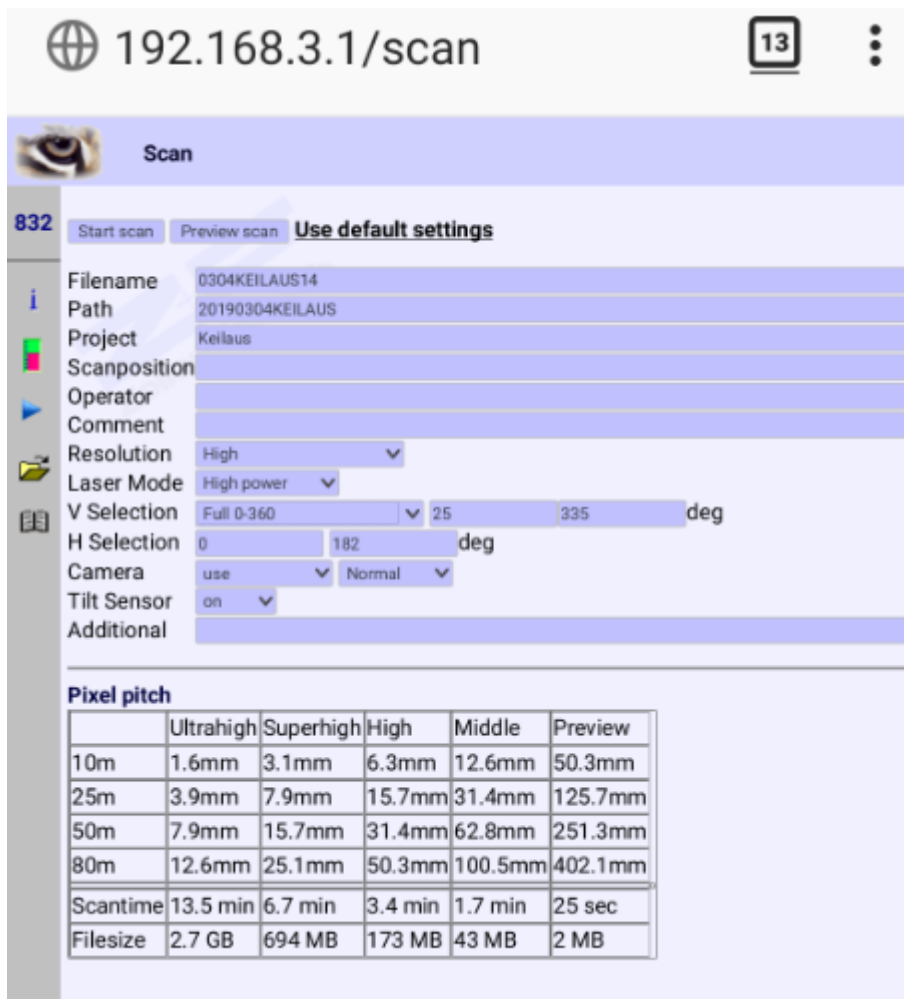 192.168.3.1/scan 13
Scan
832 Start scan Preview scan Use default settings
Filename 0304KEILAUS14
i
Path 20190304KEILAUS
Project Keilaus
Scanposition
Operator
Comment
Resolution High
Laser Mode High power
V Selection Full 0-360 25 335 deg
H Selection 0 182 deg
Camera use Normal
Tilt Sensor on
Additional
Pixel pitch
Ultrahigh Superhigh High Middle Preview
10m 1.6mm 3.1mm 6.3mm 12.6mm 50.3mm
25m 3.9mm 7.9mm 15.7mm 31.4mm 125.7mm
50m 7.9mm 15.7mm 31.4mm 62.8mm 251.3mm
80m 12.6mm 25.1mm 50.3mm 100.5mm 402.1mm
Scantime 13.5 min 6.7 min 3.4 min 1.7 min 25 sec
Filesize 2.7 GB 694 MB 173 MB 43 MB 2 MB